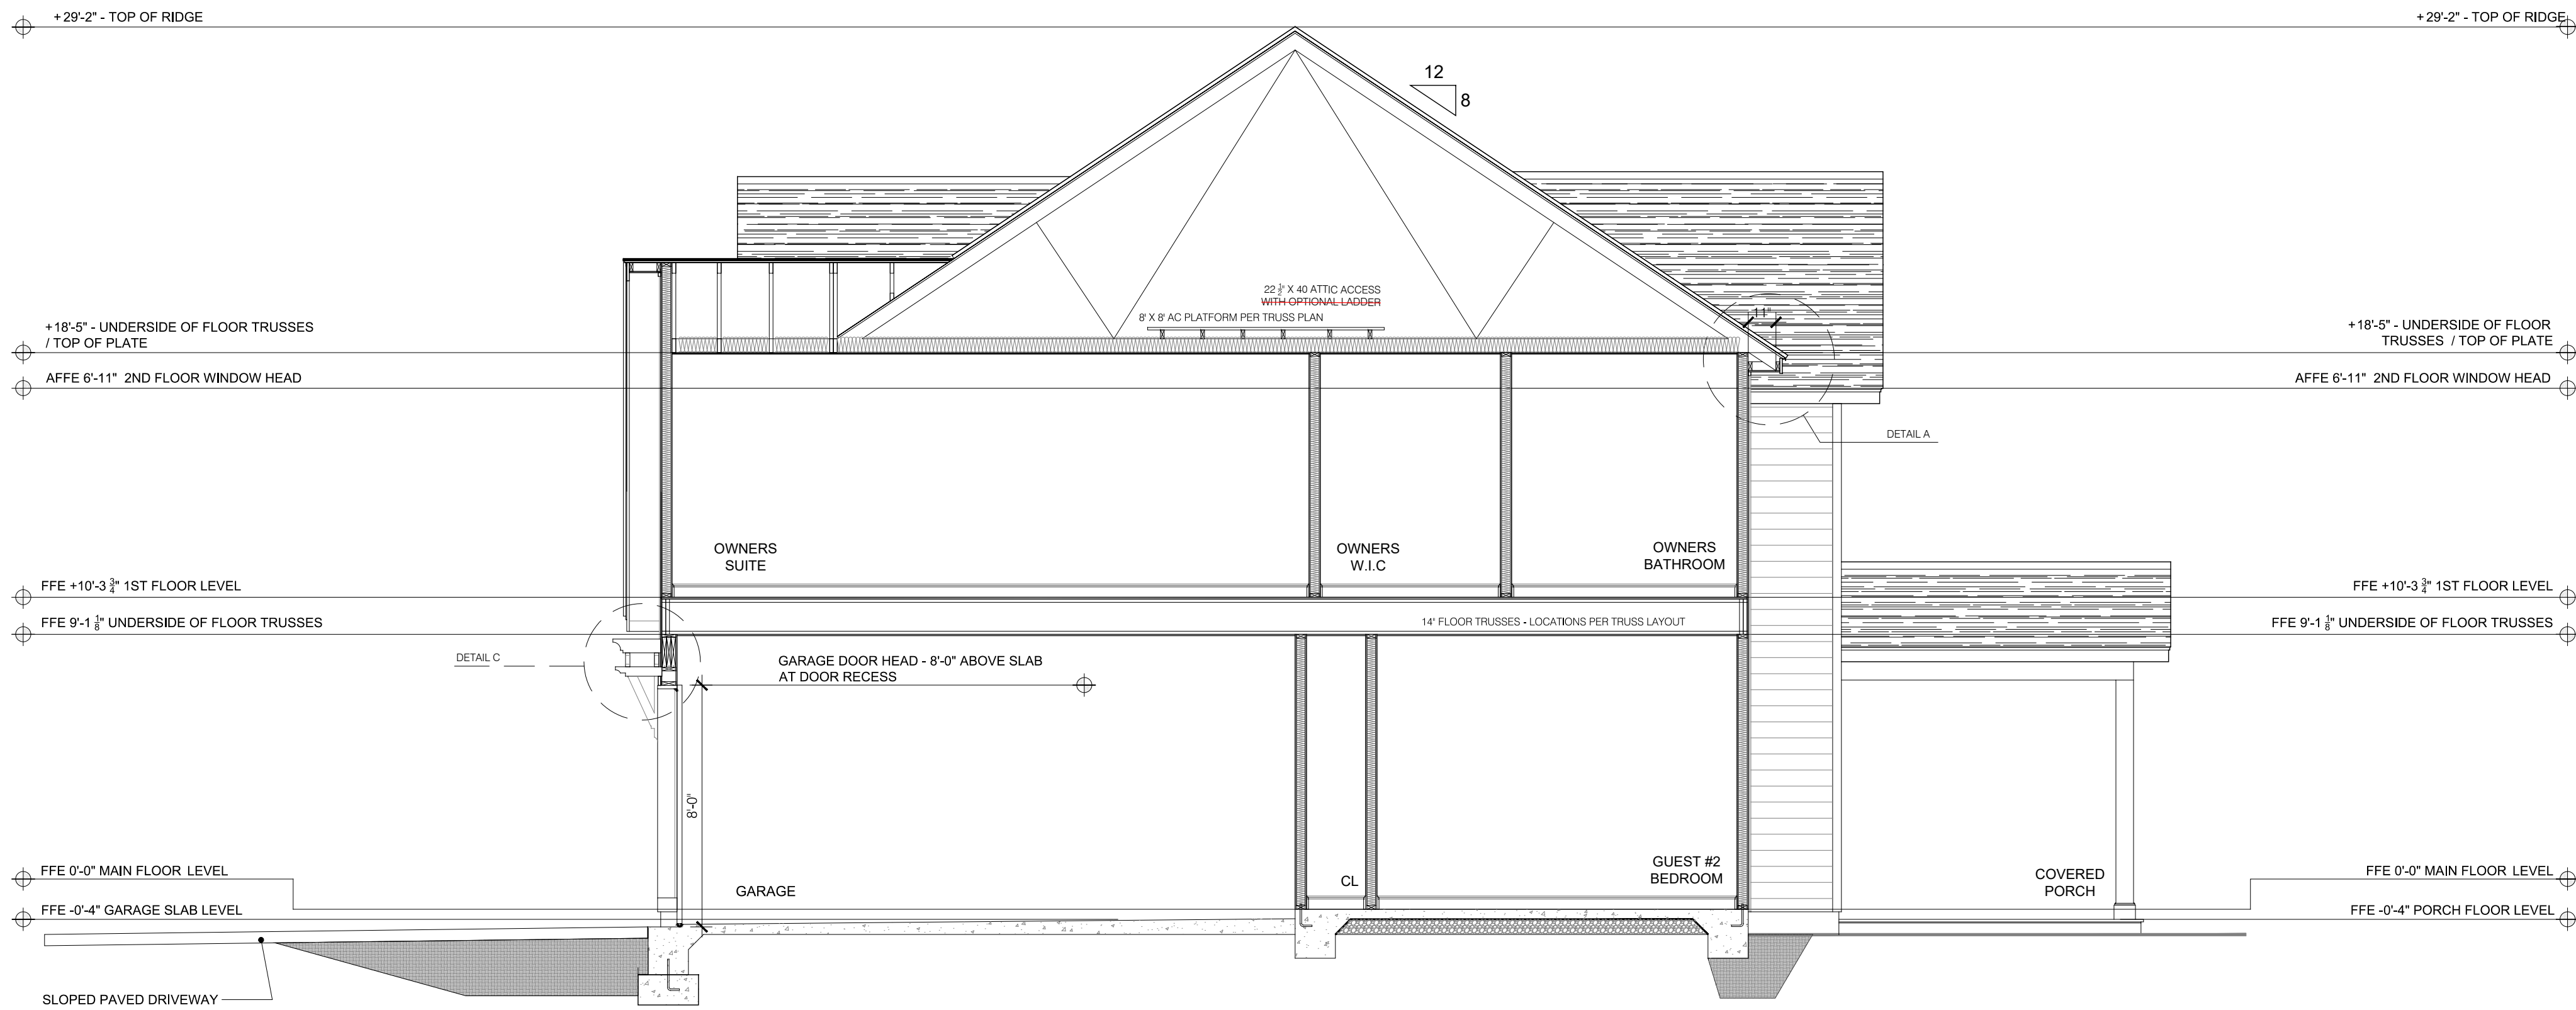 +29'-2" - TOP OF RIDGE
+29'-2" - TOP OF RIDGE
12
8
22 ½" X 40 ATTIC ACCESS
WITH OPTIONAL LADDER
8' X 8' AC PLATFORM PER TRUSS PLAN
11"
+18'-5" - UNDERSIDE OF FLOOR TRUSSES
/ TOP OF PLATE
+18'-5" - UNDERSIDE OF FLOOR
TRUSSES / TOP OF PLATE
AFFE 6'-11" 2ND FLOOR WINDOW HEAD
AFFE 6'-11" 2ND FLOOR WINDOW HEAD
DETAIL A
OWNERS
SUITE
OWNERS
W.I.C
OWNERS
BATHROOM
FFE +10'-3 ¾" 1ST FLOOR LEVEL
FFE +10'-3 ¾" 1ST FLOOR LEVEL
FFE 9'-1 ⅛" UNDERSIDE OF FLOOR TRUSSES
14' FLOOR TRUSSES - LOCATIONS PER TRUSS LAYOUT
FFE 9'-1 ⅛" UNDERSIDE OF FLOOR TRUSSES
DETAIL C
GARAGE DOOR HEAD - 8'-0" ABOVE SLAB
AT DOOR RECESS
8'-0"
FFE 0'-0" MAIN FLOOR LEVEL
GARAGE
CL
GUEST #2
BEDROOM
COVERED
PORCH
FFE 0'-0" MAIN FLOOR LEVEL
FFE -0'-4" GARAGE SLAB LEVEL
FFE -0'-4" PORCH FLOOR LEVEL
SLOPED PAVED DRIVEWAY